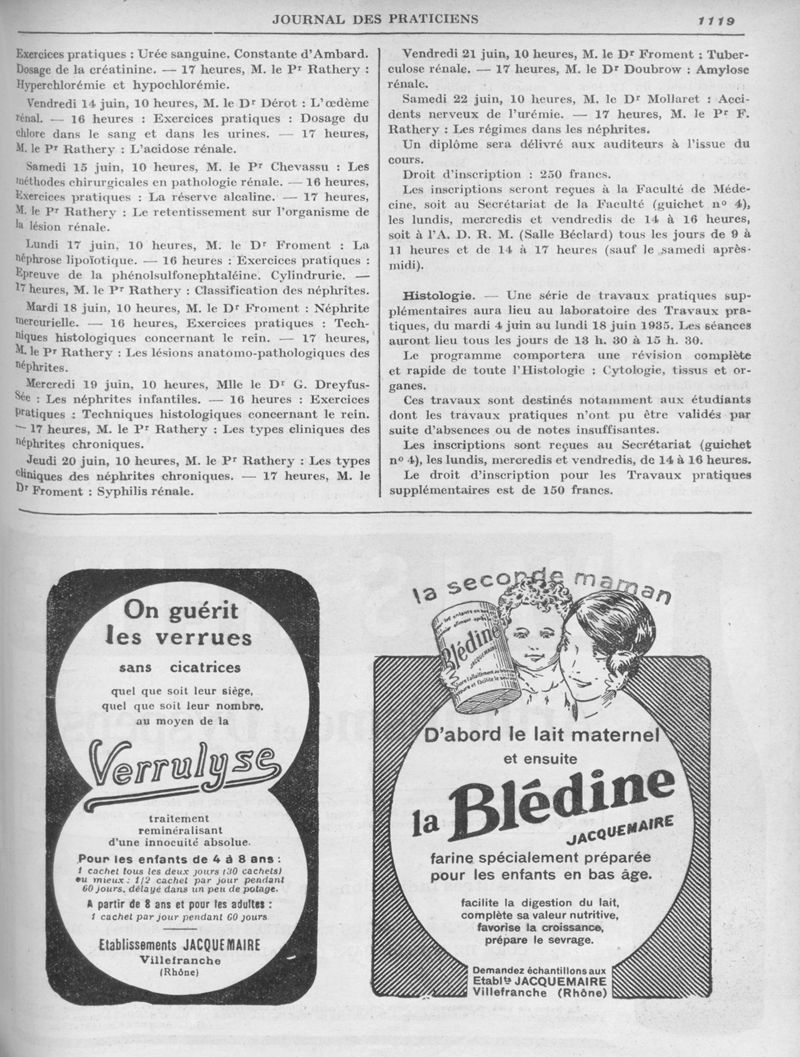 JOURNAL DES PRATICIENS
1119
Exercices pratiques : Urée sanguine. Constante d'Ambard.
Dosage de la créatinine. — 17 heures, M. le Pr Rathery :
Hyperchlorémie et hypochlorémie.
Vendredi 14 juin, 10 heures, M. le Dr Dérot : L'œdème
rénal. — 16 heures : Exercices pratiques : Dosage du
chlore dans le sang et dans les urines. — 17 heures,
M. le Pr Rathery : L'acidose rénale.
Samedi 15 juin, 10 heures, M. le Pr Chevassu : Les
méthodes chirurgicales en pathologie rénale. — 16 heures,
Exercices pratiques : La réserve alcaline. — 17 heures,
M. le Pr Rathery : Le retentissement sur l'organisme de
la lésion rénale.
Lundi 17 juin, 10 heures, M. le Dr Froment : La
néphrose lipoïotique. — 16 heures : Exercices pratiques :
Epreuve de la phénolsulfonephtaléine. Cylindrurie. —
17 heures, M. le Pr Rathery : Classification des néphrites.
Mardi 18 juin, 10 heures, M. le Dr Froment : Néphrite
mercurielle. — 16 heures, Exercices pratiques : Tech-
niques histologiques concernant le rein. — 17 heures,
M. le Pr Rathery : Les lésions anatomo-pathologiques des
néphrites.
Mercredi 19 juin, 10 heures, Mlle le Dr G. Dreyfus-
Sée : Les néphrites infantiles. — 16 heures : Exercices
pratiques : Techniques histologiques concernant le rein.
— 17 heures, M. le Pr Rathery : Les types cliniques des
néphrites chroniques.
Jeudi 20 juin, 10 heures, M. le Pr Rathery : Les types
cliniques des néphrites chroniques. — 17 heures, M. le
Dr Froment : Syphilis rénale.
Vendredi 21 juin, 10 heures, M. le Dr Froment : Tuber-
culose rénale. — 17 heures, M. le Dr Doubrow : Amylose
rénale.
Samedi 22 juin, 10 heures, M. le Dr Mollaret : Acci-
dents nerveux de l'urémie. — 17 heures, M. le Pr F.
Rathery : Les régimes dans les néphrites.
Un diplôme sera délivré aux auditeurs à l'issue du
cours.
Droit d'inscription : 250 francs.
Les inscriptions seront reçues à la Faculté de Méde-
cine, soit au Secrétariat de la Faculté (guichet no 4),
les lundis, mercredis et vendredis de 14 à 16 heures,
soit à l'A. D. R. M. (Salle Béclard) tous les jours de 9 à
11 heures et de 14 à 17 heures (sauf le samedi après-
midi).
Histologie. — Une série de travaux pratiques sup-
plémentaires aura lieu au laboratoire des Travaux pra-
tiques, du mardi 4 juin au lundi 18 juin 1935. Les séances
auront lieu tous les jours de 13 h. 30 à 15 h. 30.
Le programme comportera une révision complète
et rapide de toute l'Histologie : Cytologie, tissus et or-
ganes.
Ces travaux sont destinés notamment aux étudiants
dont les travaux pratiques n'ont pu être validés par
suite d'absences ou de notes insuffisantes.
Les inscriptions sont reçues au Secrétariat (guichet
no 4), les lundis, mercredis et vendredis, de 14 à 16 heures.
Le droit d'inscription pour les Travaux pratiques
supplémentaires est de 150 francs.
On guérit
les verrues
sans cicatrices
quel que soit leur siège,
quel que soit leur nombre.
au moyen de la
Verrulyse
traitement
reminéralisant
d'une innocuité absolue.
Pour les enfants de 4 à 8 ans :
1 cachet tous les deux jours (30 cachets)
ou mieux : 1/2 cachet par jour pendant
60 jours, délayé dans un peu de potage.
A partir de 8 ans et pour les adultes :
1 cachet par jour pendant 60 jours
Etablissements JACQUEMAIRE
Villefranche
(Rhône)
la seconde maman
Blédine
JACQUEMAIRE
D'abord le lait maternel
et ensuite
la Blédine
JACQUEMAIRE
farine spécialement préparée
pour les enfants en bas âge.
facilite la digestion du lait,
complète sa valeur nutritive,
favorise la croissance,
prépare le sevrage.
Demandez échantillons aux
Etablts JACQUEMAIRE
Villefranche (Rhône)